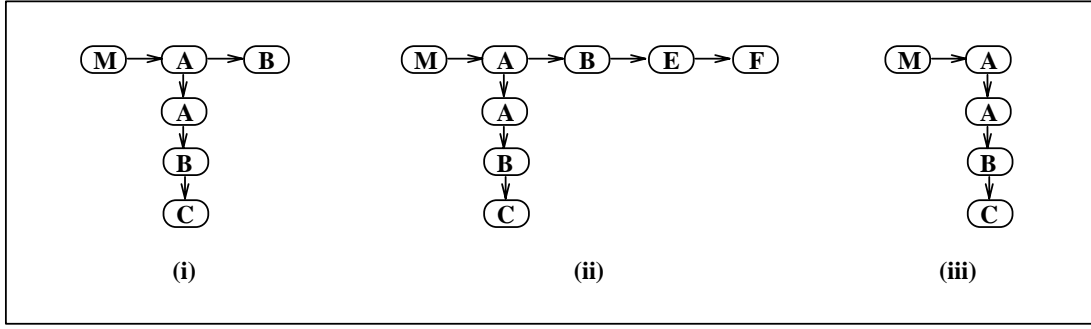 M A B M A B E F M A
A A A
B B B
C C C
(i) (ii) (iii)